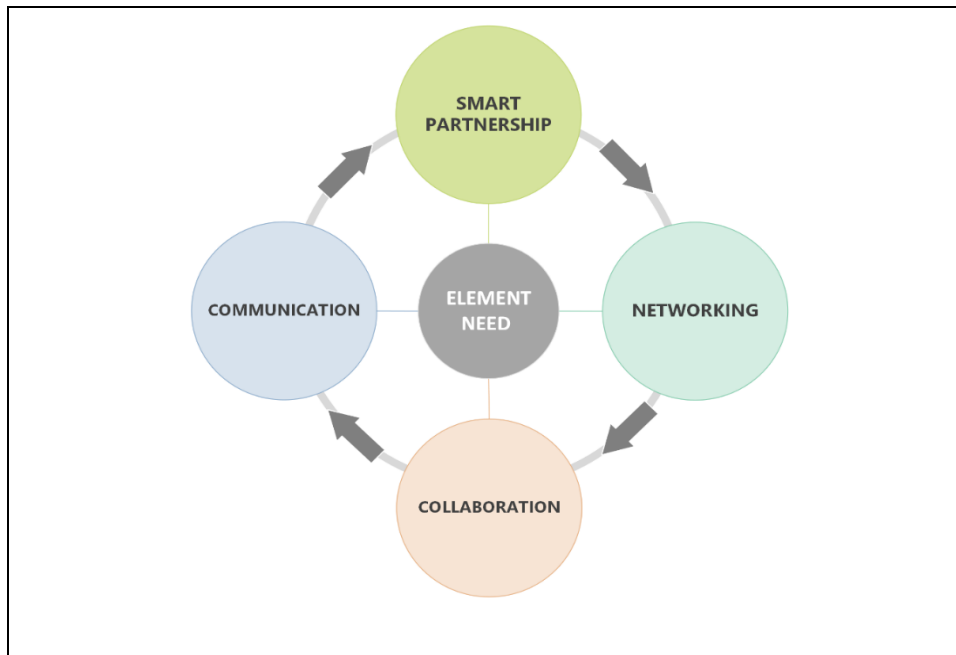 SMART
PARTNERSHIP
COMMUNICATION
ELEMENT
NEED
NETWORKING
COLLABORATION